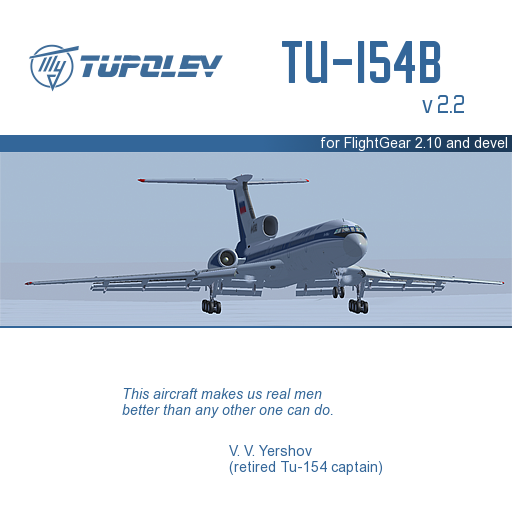 Ту TUPOLEV
TU-154B
v 2.2
for FlightGear 2.10 and devel
This aircraft makes us real men
better than any other one can do.
V. V. Yershov
(retired Tu-154 captain)